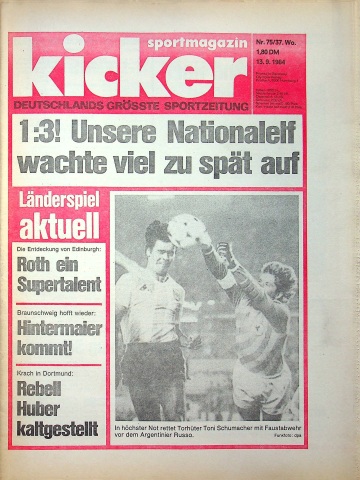 sportmagazin
Nr. 75/37. Wo.
1,80 DM
13. 9. 1984
kicker
DEUTSCHLANDS GRÖSSTE SPORTZEITUNG
1:3! Unsere Nationalelf
wachte viel zu spät auf
Länderspiel
aktuell
Die Entdeckung von Edinburgh:
Roth ein
Supertalent
Braunschweig hofft wieder:
Hintermaier
kommt!
Krach in Dortmund:
Rebell
Huber
kaltgestellt
In höchster Not rettet Torhüter Toni Schumacher mit Faustabwehr
vor dem Argentinier Russo.
Funkfoto: dpa